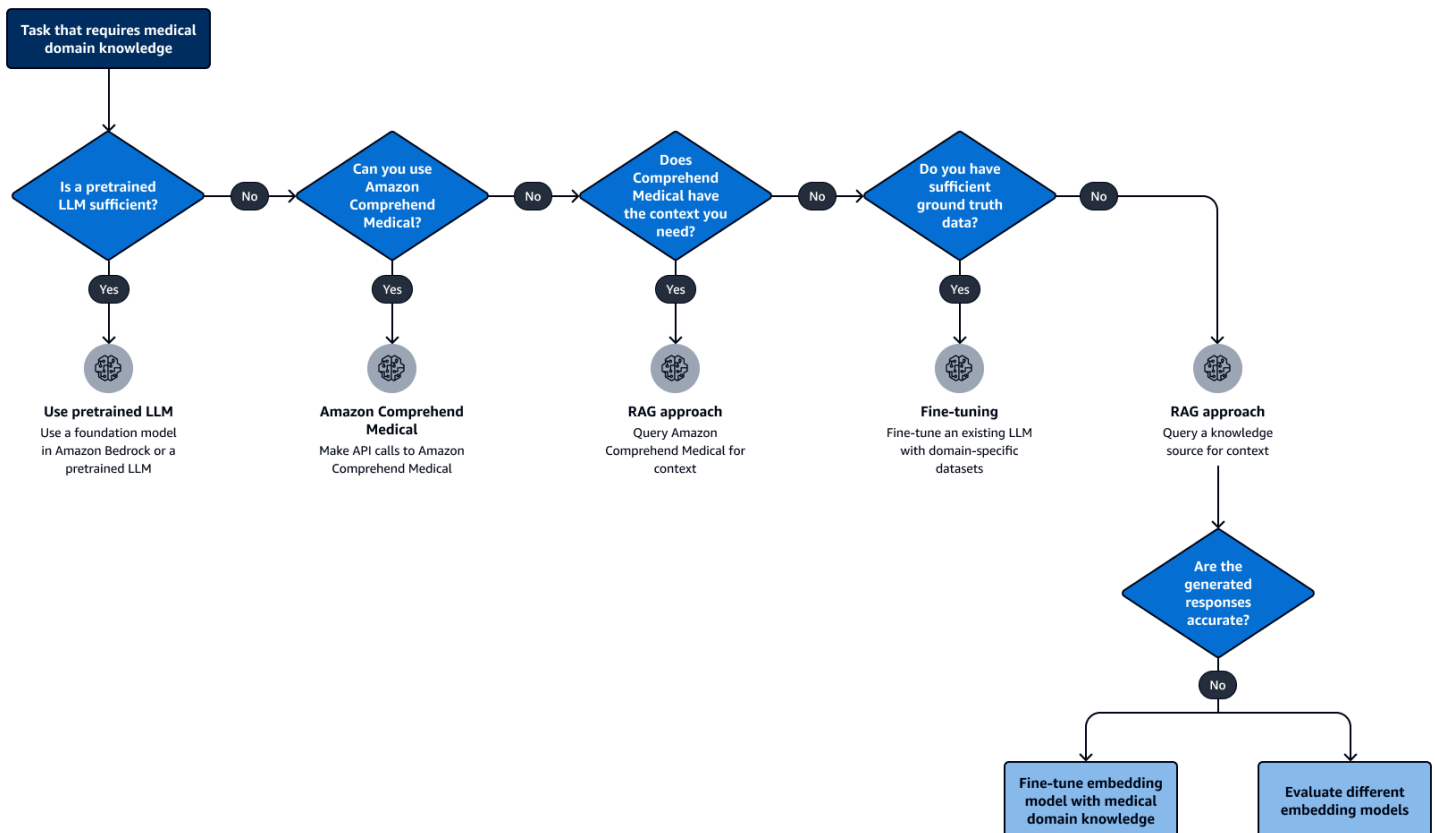 Task that requires medical
domain knowledge
Is a pretrained
LLM sufficient?
No
Can you use
Amazon
Comprehend
Medical?
No
Does
Comprehend
Medical have
the context you
need?
No
Do you have
sufficient
ground truth
data?
No
Yes
Yes
Yes
Yes
Use pretrained LLM
Use a foundation model
in Amazon Bedrock or a
pretrained LLM
Amazon Comprehend
Medical
Make API calls to Amazon
Comprehend Medical
RAG approach
Query Amazon
Comprehend Medical for
context
Fine-tuning
Fine-tune an existing LLM
with domain-specific
datasets
RAG approach
Query a knowledge
source for context
Are the
generated
responses
accurate?
No
Fine-tune embedding
model with medical
domain knowledge
Evaluate different
embedding models